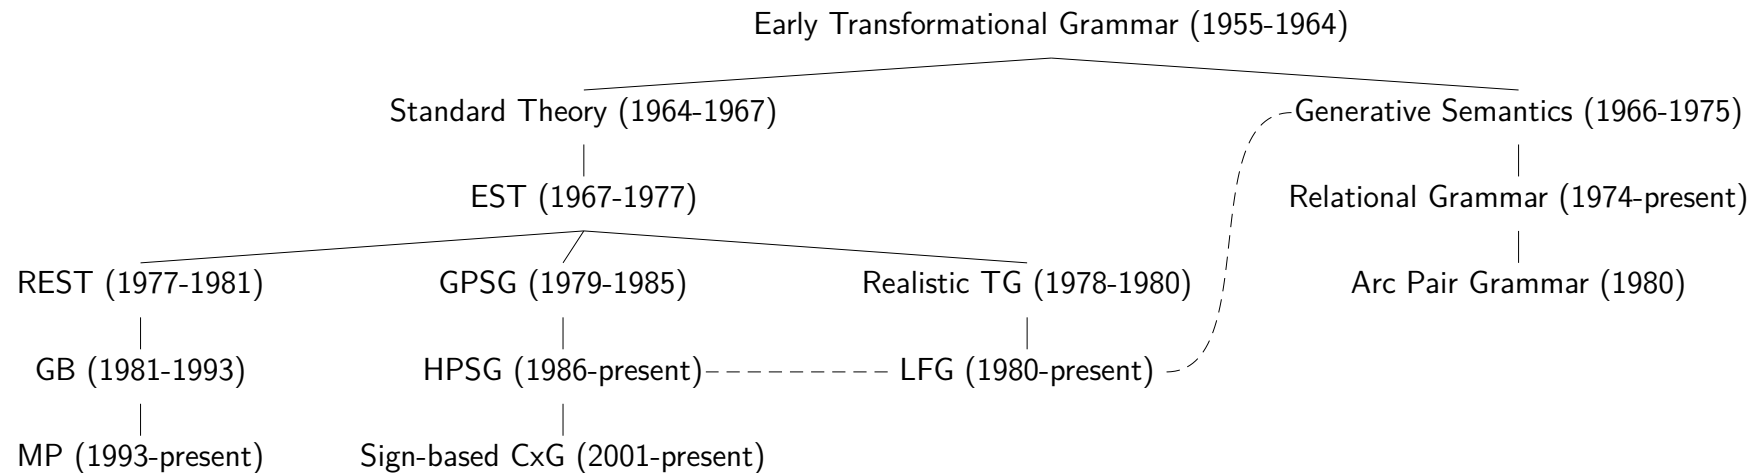 Early Transformational Grammar (1955-1964)
Standard Theory (1964-1967)
Generative Semantics (1966-1975)
EST (1967-1977)
Relational Grammar (1974-present)
REST (1977-1981)
GPSG (1979-1985)
Realistic TG (1978-1980)
Arc Pair Grammar (1980)
GB (1981-1993)
HPSG (1986-present)
LFG (1980-present)
MP (1993-present)
Sign-based CxG (2001-present)